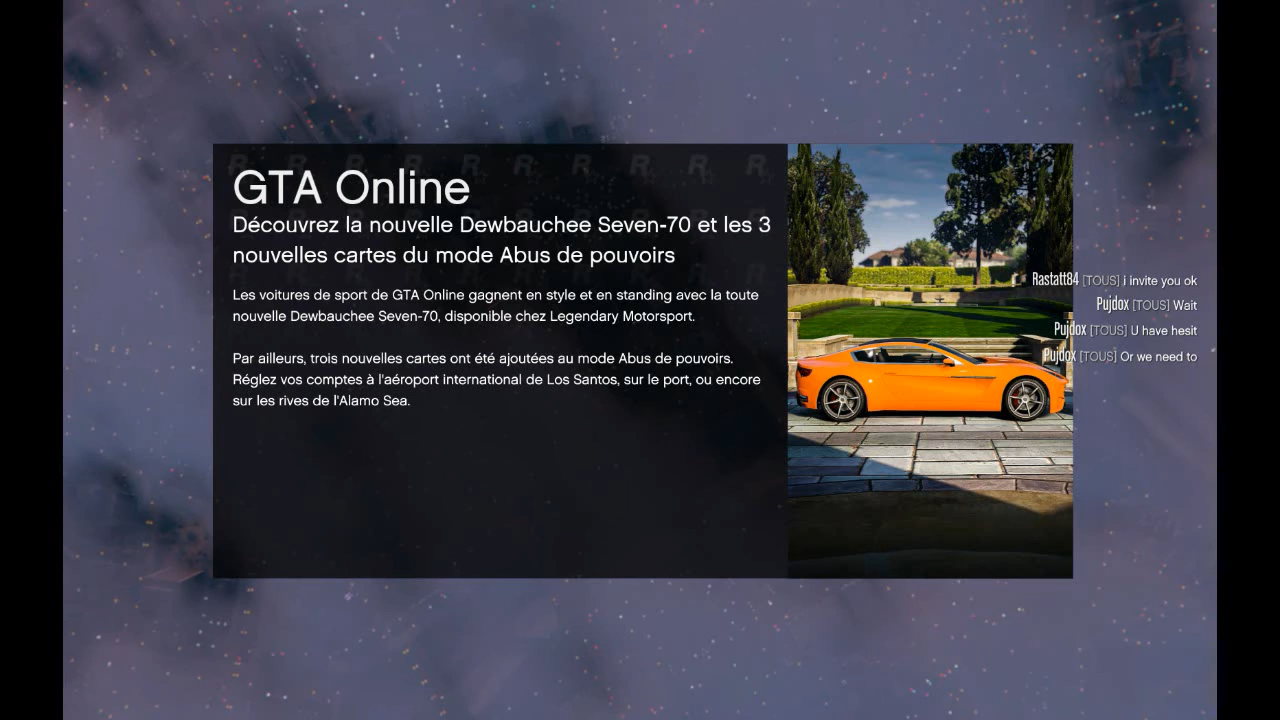 GTA Online
Découvrez la nouvelle Dewbauchee Seven-70 et les 3
nouvelles cartes du mode Abus de pouvoirs
Les voitures de sport de GTA Online gagnent en style et en standing avec la toute
nouvelle Dewbauchee Seven-70, disponible chez Legendary Motorsport.
Par ailleurs, trois nouvelles cartes ont été ajoutées au mode Abus de pouvoirs.
Réglez vos comptes à l'aéroport international de Los Santos, sur le port, ou encore
sur les rives de l'Alamo Sea.
Rastatt84 [TOUS] i invite you ok
Pujdox [TOUS] Wait
Pujdox [TOUS] U have hesit
Pujdox [TOUS] Or we need to